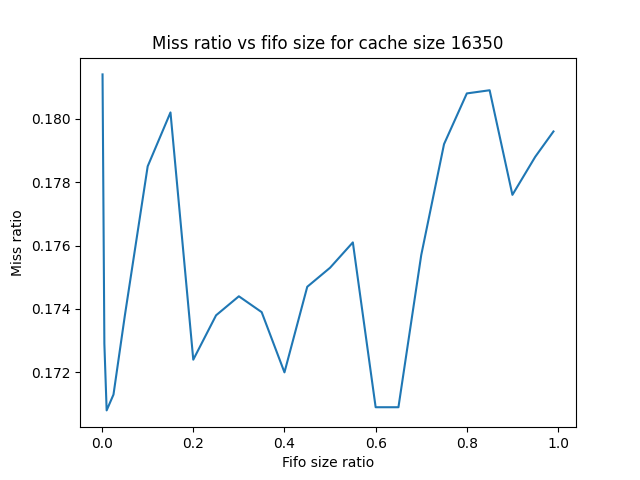 Miss ratio vs fifo size for cache size 16350
Miss ratio
0.180
0.178
0.176
0.174
0.172
0.0 0.2 0.4 0.6 0.8 1.0
Fifo size ratio